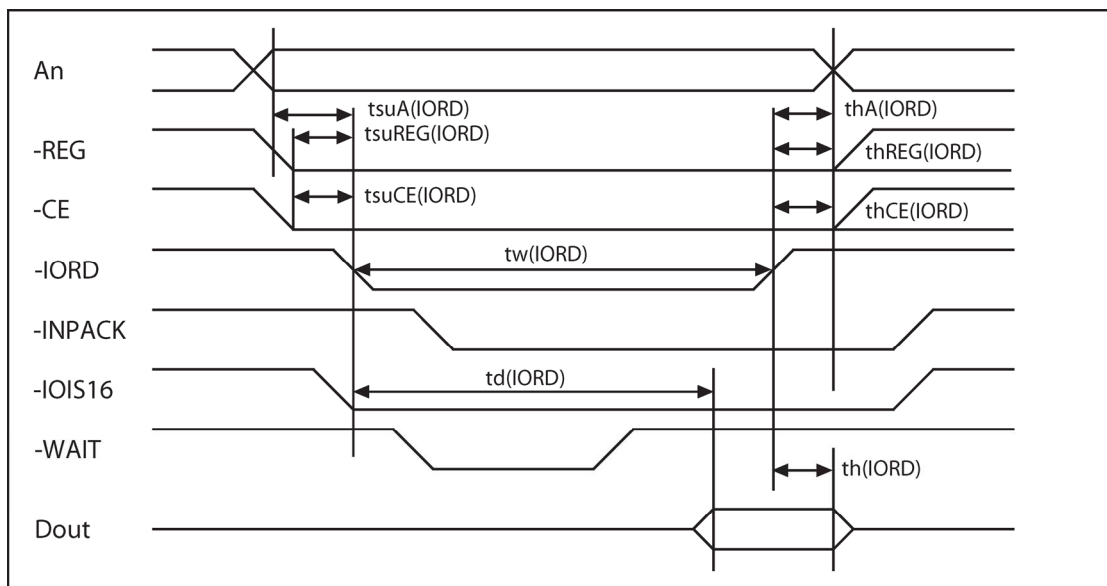 An
tsuA(IORD)
thA(IORD)
tsuREG(IORD)
-REG
thREG(IORD)
tsuCE(IORD)
-CE
thCE(IORD)
tw(IORD)
-IORD
-INPACK
td(IORD)
-IOIS16
-WAIT
th(IORD)
Dout